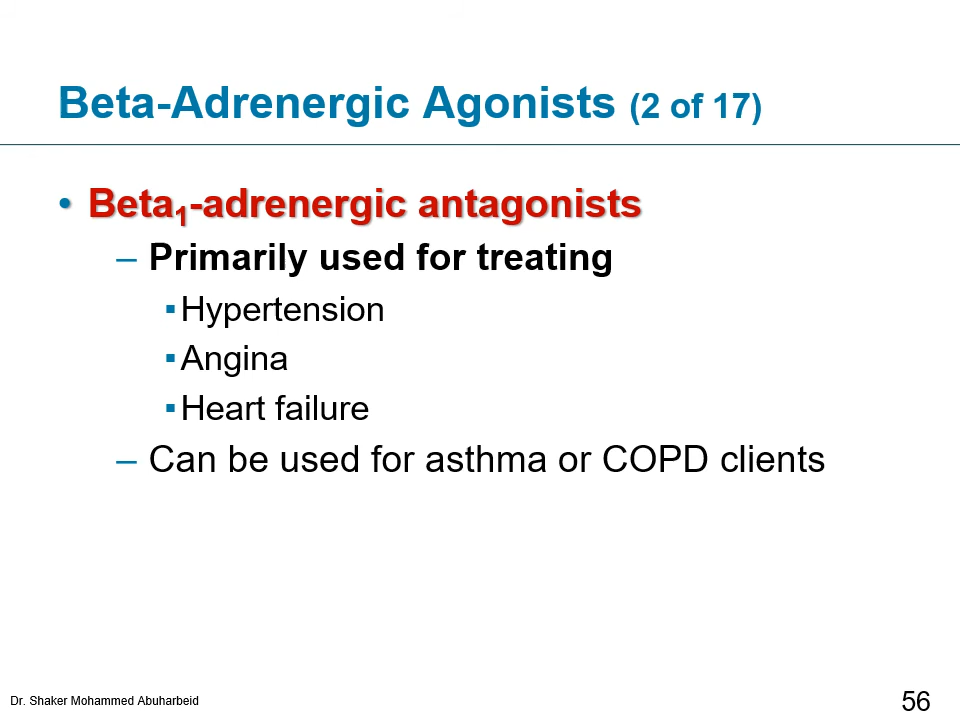 Beta-Adrenergic Agonists (2 of 17)
• Beta₁-adrenergic antagonists
– Primarily used for treating
▪ Hypertension
▪ Angina
▪ Heart failure
– Can be used for asthma or COPD clients
Dr. Shaker Mohammed Abuharbeid
56